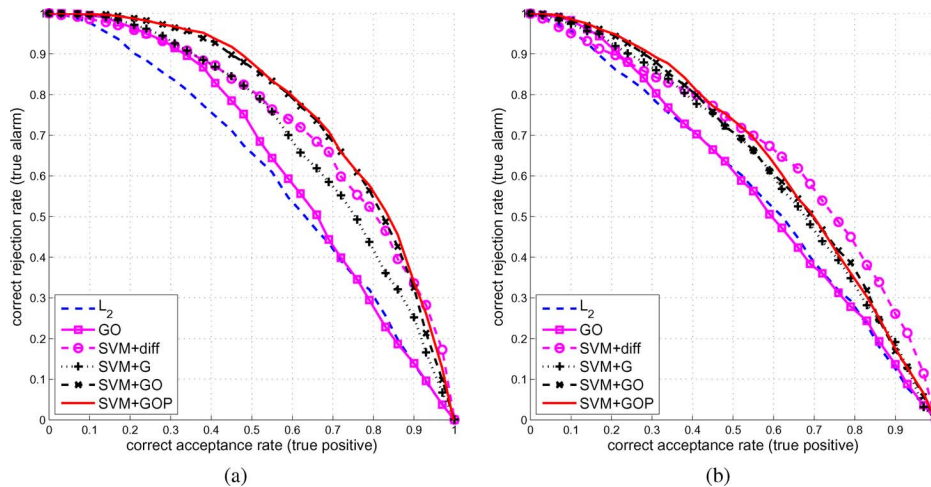 correct rejection rate (true alarm)
1
0.9
0.8
0.7
0.6
0.5
0.4
0.3
0.2
0.1
0
L2
GO
SVM+diff
SVM+G
SVM+GO
SVM+GOP
0 0.1 0.2 0.3 0.4 0.5 0.6 0.7 0.8 0.9 1
correct acceptance rate (true positive)
(a)
correct rejection rate (true alarm)
1
0.9
0.8
0.7
0.6
0.5
0.4
0.3
0.2
0.1
0
L2
GO
SVM+diff
SVM+G
SVM+GO
SVM+GOP
0 0.1 0.2 0.3 0.4 0.5 0.6 0.7 0.8 0.9
correct acceptance rate (true positive)
(b)